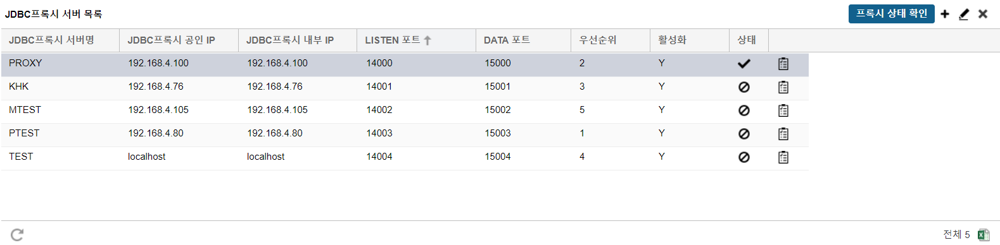 JDBC프록시 서버 목록 프록시 상태 확인
JDBC프록시 서버명 JDBC프록시 공인 IP JDBC프록시 내부 IP LISTEN 포트 DATA 포트 우선순위 활성화 상태
PROXY 192.168.4.100 192.168.4.100 14000 15000 2 Y
KHK 192.168.4.76 192.168.4.76 14001 15001 3 Y
MTEST 192.168.4.105 192.168.4.105 14002 15002 5 Y
PTEST 192.168.4.80 192.168.4.80 14003 15003 1 Y
TEST localhost localhost 14004 15004 4 Y
전체 5